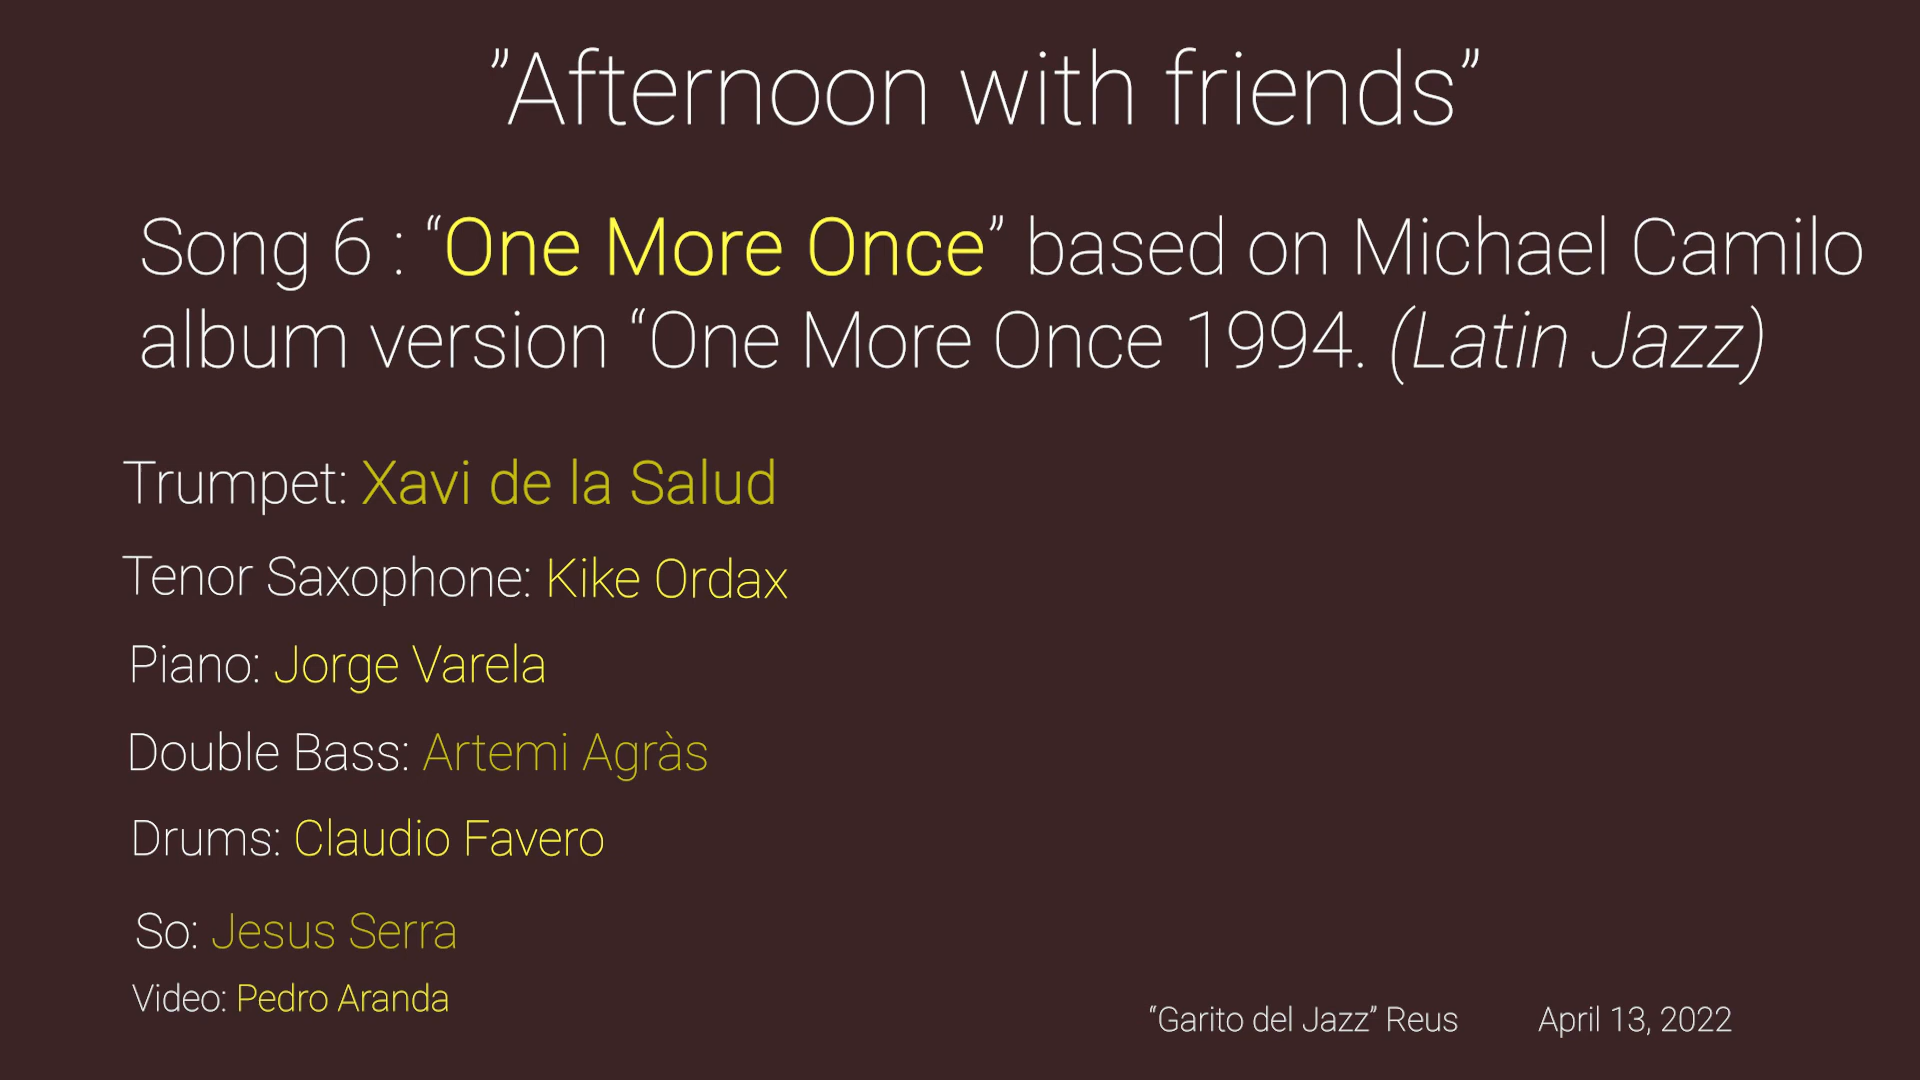 ”Afternoon with friends”
Song 6 : “One More Once” based on Michael Camilo
album version “One More Once 1994. (Latin Jazz)
Trumpet: Xavi de la Salud
Tenor Saxophone: Kike Ordax
Piano: Jorge Varela
Double Bass: Artemi Agràs
Drums: Claudio Favero
So: Jesus Serra
Video: Pedro Aranda
“Garito del Jazz” Reus April 13, 2022